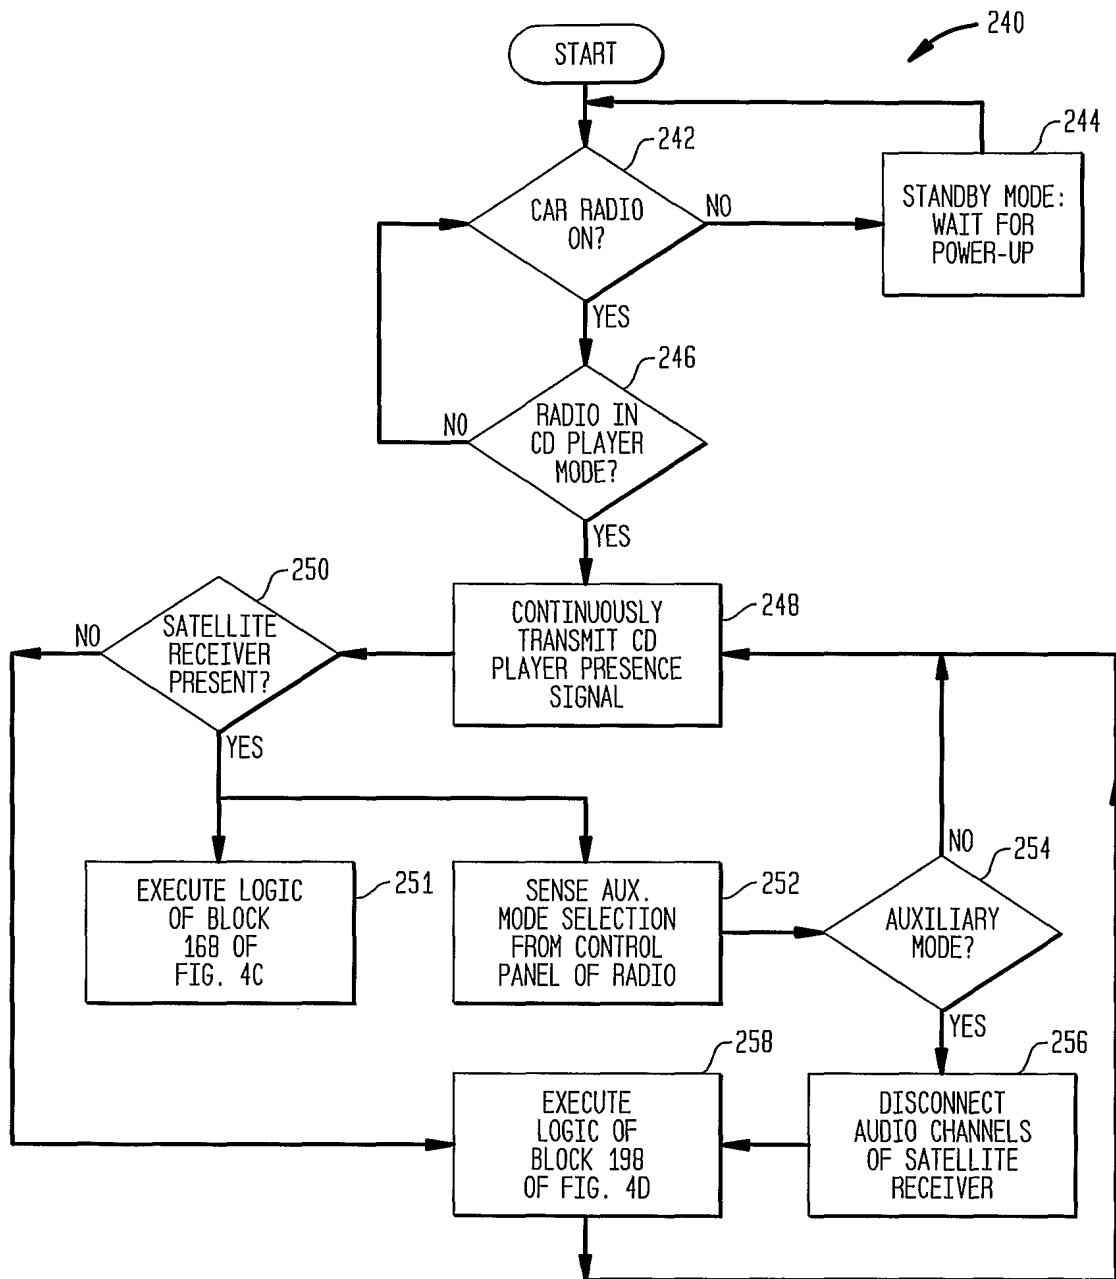 240
START
242
CAR RADIO
ON?
NO
YES
244
STANDBY MODE:
WAIT FOR
POWER-UP
246
RADIO IN
CD PLAYER
MODE?
NO
YES
248
CONTINUOUSLY
TRANSMIT CD
PLAYER PRESENCE
SIGNAL
250
SATELLITE
RECEIVER
PRESENT?
NO
YES
251
EXECUTE LOGIC
OF BLOCK
168 OF
FIG. 4C
252
SENSE AUX.
MODE SELECTION
FROM CONTROL
PANEL OF RADIO
254
AUXILIARY
MODE?
NO
YES
256
DISCONNECT
AUDIO CHANNELS
OF SATELLITE
RECEIVER
258
EXECUTE
LOGIC OF
BLOCK 198
OF FIG. 4D